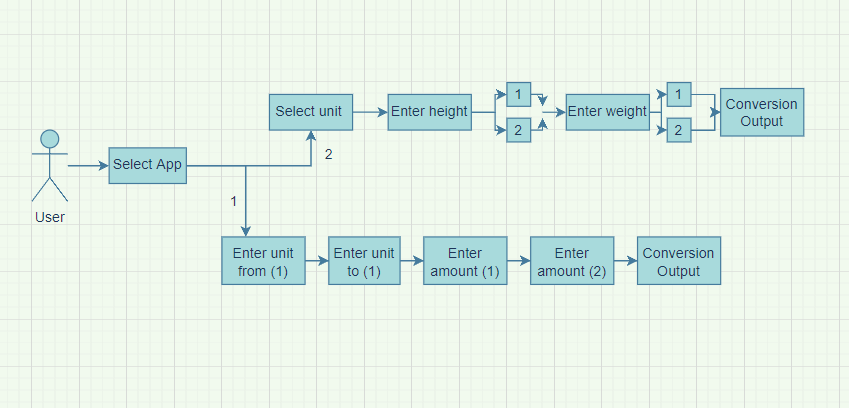 User
Select App
1
2
Select unit
Enter height
1
2
Enter weight
1
2
Conversion
Output
Enter unit
from (1)
Enter unit
to (1)
Enter
amount (1)
Enter
amount (2)
Conversion
Output